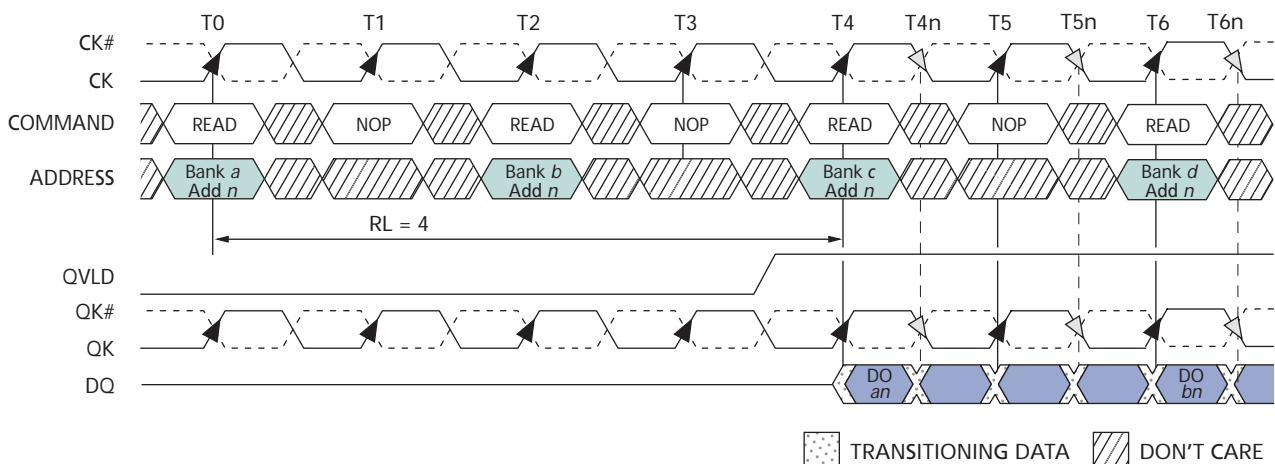 T0 T1 T2 T3 T4 T4n T5 T5n T6 T6n
CK#
CK
COMMAND READ NOP READ NOP READ NOP READ
ADDRESS Bank a Add n Bank b Add n Bank c Add n Bank d Add n
RL = 4
QVLD
QK#
QK
DQ DO an DO bn
TRANSITIONING DATA DON'T CARE